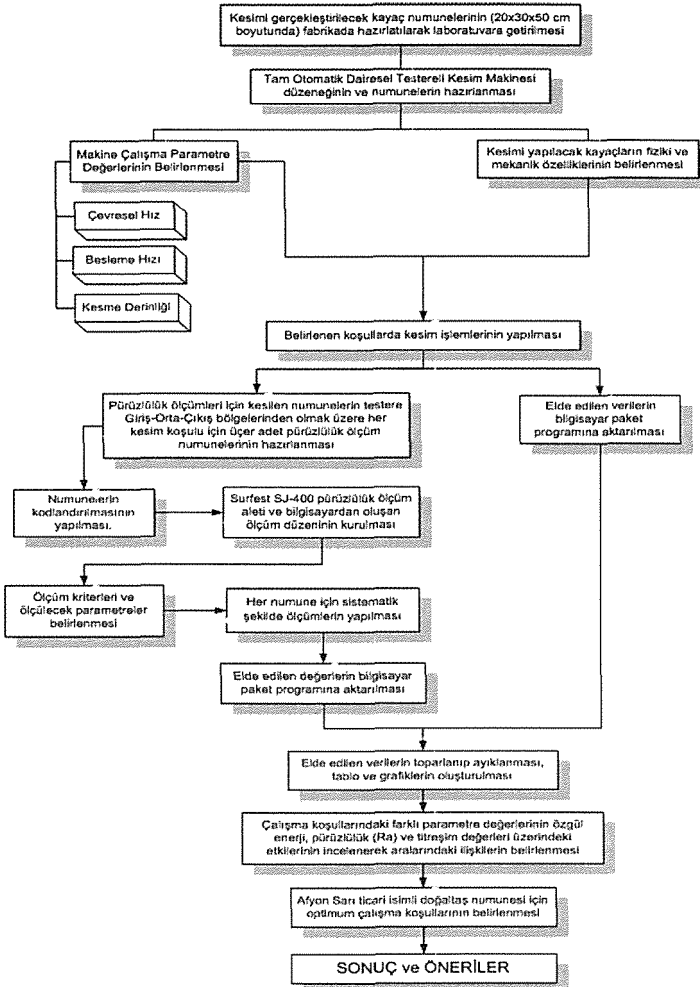 Kesimi gerçekleştirilecek kayaç numunelerinin (20x30x50 cm
boyutunda) fabrikada hazırlatılarak laboratuvara getirilmesi
Tam Otomatik Dairesel Testereli Kesim Makinesi
düzeneğinin ve numunelerin hazırlanması
Makine Çalışma Parametre
Değerlerinin Belirlenmesi
Kesimi yapılacak kayaçların fiziki ve
mekanik özelliklerinin belirlenmesi
Çevresel Hız
Besleme Hızı
Kesme Derinliği
Belirlenen koşullarda kesim işlemlerinin yapılması
Pürüzlülük ölçümleri için kesilen numunelerin testere
Giriş-Orta-Çıkış bölgelerinden olmak üzere her
kesim koşulu için üçer adet pürüzlülük ölçüm
numunelerinin hazırlanması
Elde edilen verilerin bilgisayar paket
programına aktarılması
Numunelerin
kodlandırılmasının
yapılması.
Surfest SJ-400 pürüzlülük ölçüm
aleti ve bilgisayardan oluşan
ölçüm düzeninin kurulması
Ölçüm kriterleri ve
ölçülecek parametreler
belirlenmesi
Her numune için sistematik
şekilde ölçümlerin yapılması
Elde edilen değerlerin bilgisayar
paket programına aktarılması
Elde edilen verilerin toparlanıp ayıklanması,
tablo ve grafiklerin oluşturulması
Çalışma koşullarındaki farklı parametre değerlerinin özgül
enerji, pürüzlülük (Ra) ve titreşim değerleri üzerindeki
etkilerinin incelenerek aralarındaki ilişkilerin belirlenmesi
Afyon Sarı ticari isimli doğaltaş numunesi için
optimum çalışma koşullarının belirlenmesi
SONUÇ ve ÖNERİLER